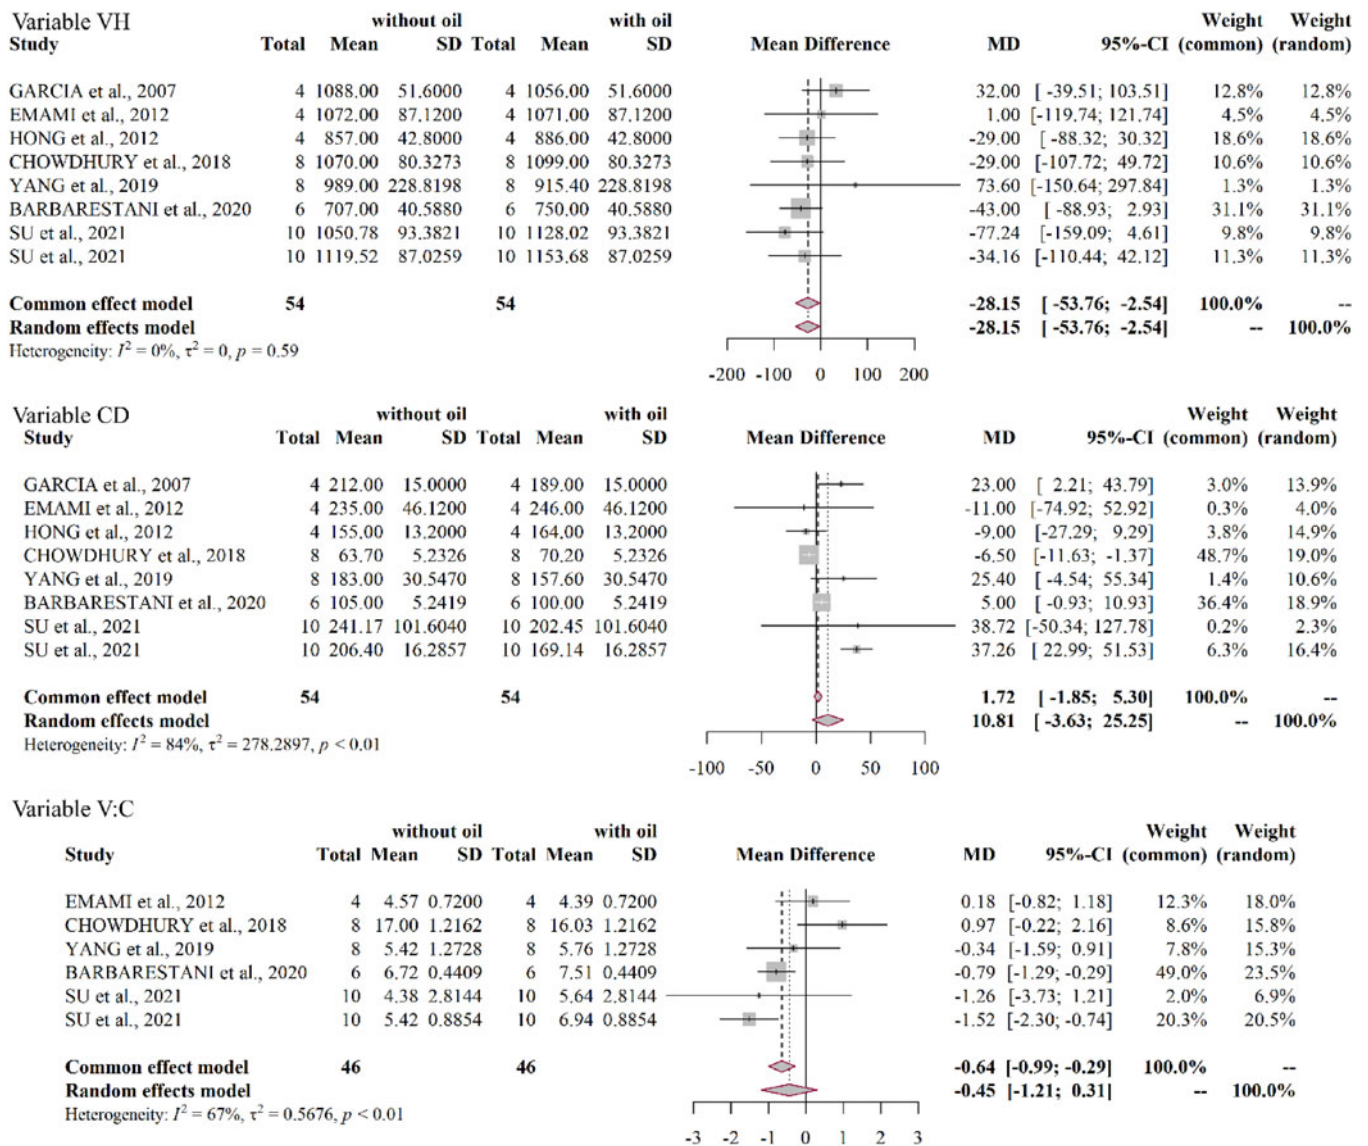 Variable VH without oil with oil Weight Weight
Study Total Mean SD Total Mean SD Mean Difference MD 95%-CI (common) (random)
GARCIA et al., 2007 4 1088.00 51.6000 4 1056.00 51.6000 32.00 [ -39.51; 103.51] 12.8% 12.8%
EMAMI et al., 2012 4 1072.00 87.1200 4 1071.00 87.1200 1.00 [-119.74; 121.74] 4.5% 4.5%
HONG et al., 2012 4 857.00 42.8000 4 886.00 42.8000 -29.00 [ -88.32; 30.32] 18.6% 18.6%
CHOWDHURY et al., 2018 8 1070.00 80.3273 8 1099.00 80.3273 -29.00 [-107.72; 49.72] 10.6% 10.6%
YANG et al., 2019 8 989.00 228.8198 8 915.40 228.8198 73.60 [-150.64; 297.84] 1.3% 1.3%
BARBARESTANI et al., 2020 6 707.00 40.5880 6 750.00 40.5880 -43.00 [ -88.93; 2.93] 31.1% 31.1%
SU et al., 2021 10 1050.78 93.3821 10 1128.02 93.3821 -77.24 [-159.09; 4.61] 9.8% 9.8%
SU et al., 2021 10 1119.52 87.0259 10 1153.68 87.0259 -34.16 [-110.44; 42.12] 11.3% 11.3%
Common effect model 54 54 -28.15 [ -53.76; -2.54] 100.0% --
Random effects model -28.15 [ -53.76; -2.54] -- 100.0%
Heterogeneity: I² = 0%, τ² = 0, p = 0.59
-200 -100 0 100 200
Variable CD without oil with oil Weight Weight
Study Total Mean SD Total Mean SD Mean Difference MD 95%-CI (common) (random)
GARCIA et al., 2007 4 212.00 15.0000 4 189.00 15.0000 23.00 [ 2.21; 43.79] 3.0% 13.9%
EMAMI et al., 2012 4 235.00 46.1200 4 246.00 46.1200 -11.00 [-74.92; 52.92] 0.3% 4.0%
HONG et al., 2012 4 155.00 13.2000 4 164.00 13.2000 -9.00 [-27.29; 9.29] 3.8% 14.9%
CHOWDHURY et al., 2018 8 63.70 5.2326 8 70.20 5.2326 -6.50 [-11.63; -1.37] 48.7% 19.0%
YANG et al., 2019 8 183.00 30.5470 8 157.60 30.5470 25.40 [ -4.54; 55.34] 1.4% 10.6%
BARBARESTANI et al., 2020 6 105.00 5.2419 6 100.00 5.2419 5.00 [ -0.93; 10.93] 36.4% 18.9%
SU et al., 2021 10 241.17 101.6040 10 202.45 101.6040 38.72 [-50.34; 127.78] 0.2% 2.3%
SU et al., 2021 10 206.40 16.2857 10 169.14 16.2857 37.26 [ 22.99; 51.53] 6.3% 16.4%
Common effect model 54 54 1.72 [ -1.85; 5.30] 100.0% --
Random effects model 10.81 [ -3.63; 25.25] -- 100.0%
Heterogeneity: I² = 84%, τ² = 278.2897, p < 0.01
-100 -50 0 50 100
Variable V:C
without oil with oil Weight Weight
Study Total Mean SD Total Mean SD Mean Difference MD 95%-CI (common) (random)
EMAMI et al., 2012 4 4.57 0.7200 4 4.39 0.7200 0.18 [-0.82; 1.18] 12.3% 18.0%
CHOWDHURY et al., 2018 8 17.00 1.2162 8 16.03 1.2162 0.97 [-0.22; 2.16] 8.6% 15.8%
YANG et al., 2019 8 5.42 1.2728 8 5.76 1.2728 -0.34 [-1.59; 0.91] 7.8% 15.3%
BARBARESTANI et al., 2020 6 6.72 0.4409 6 7.51 0.4409 -0.79 [-1.29; -0.29] 49.0% 23.5%
SU et al., 2021 10 4.38 2.8144 10 5.64 2.8144 -1.26 [-3.73; 1.21] 2.0% 6.9%
SU et al., 2021 10 5.42 0.8854 10 6.94 0.8854 -1.52 [-2.30; -0.74] 20.3% 20.5%
Common effect model 46 46 -0.64 [-0.99; -0.29] 100.0% --
Random effects model -0.45 [-1.21; 0.31] -- 100.0%
Heterogeneity: I² = 67%, τ² = 0.5676, p < 0.01
-3 -2 -1 0 1 2 3